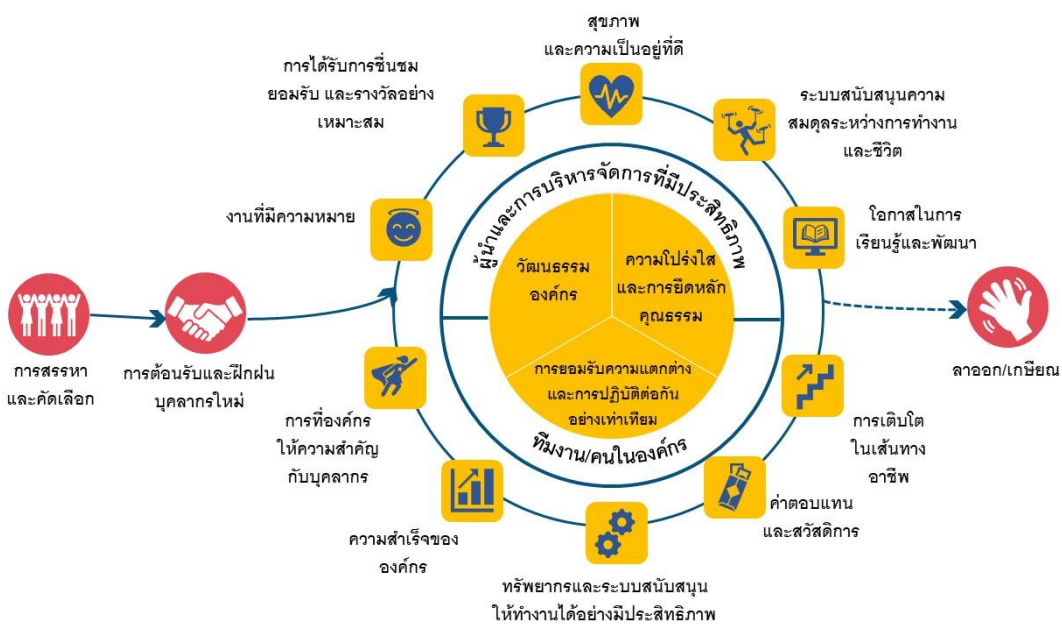 สุขภาพ
และความเป็นอยู่ที่ดี
การได้รับการชื่นชม
ยอมรับ และรางวัลอย่าง
เหมาะสม
ระบบสนับสนุนความ
สมดุลระหว่างการทำงาน
และชีวิต
งานที่มีความหมาย
โอกาสในการ
เรียนรู้และพัฒนา
ผู้นำและการบริหารจัดการที่มีประสิทธิภาพ
วัฒนธรรม
องค์กร
ความโปร่งใส
และการยึดหลัก
คุณธรรม
การยอมรับความแตกต่าง
และการปฏิบัติต่อกัน
อย่างเท่าเทียม
ทีมงาน/คนในองค์กร
การสรรหา
และคัดเลือก
การต้อนรับและฝึกฝน
บุคลากรใหม่
ลาออก/เกษียณ
การที่องค์กร
ให้ความสำคัญ
กับบุคลากร
การเติบโต
ในเส้นทาง
อาชีพ
ความสำเร็จของ
องค์กร
ค่าตอบแทน
และสวัสดิการ
ทรัพยากรและระบบสนับสนุน
ให้ทำงานได้อย่างมีประสิทธิภาพ